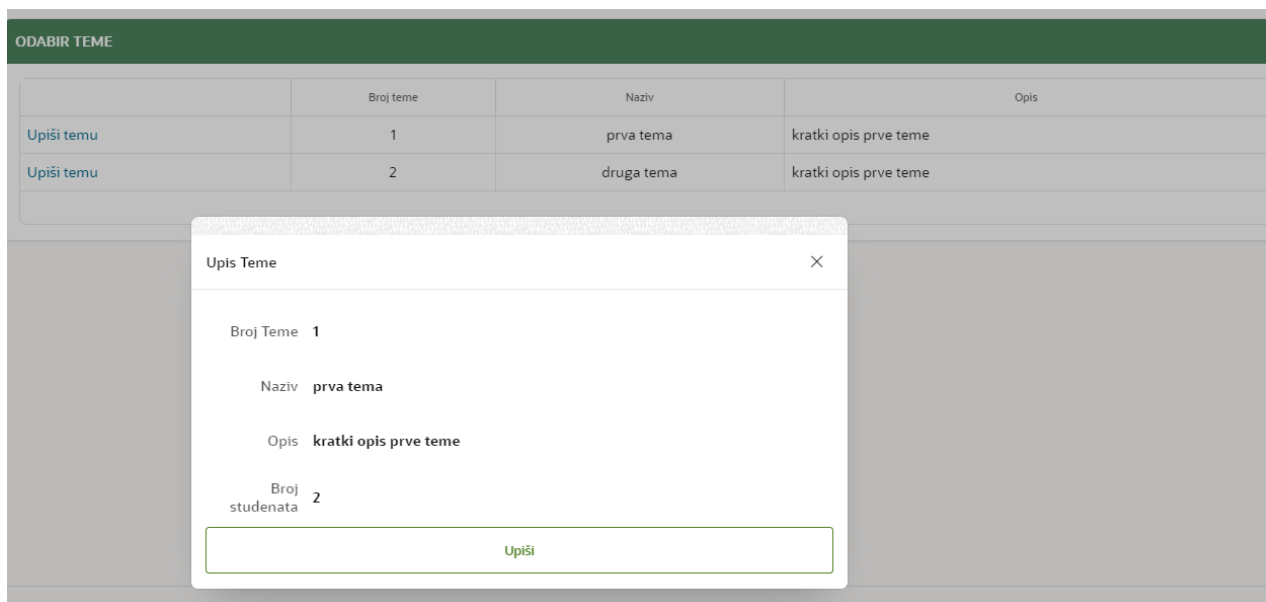 ODABIR TEME
Broj teme Naziv Opis
Upiši temu 1 prva tema kratki opis prve teme
Upiši temu 2 druga tema kratki opis prve teme
Upis Teme
Broj Teme 1
Naziv prva tema
Opis kratki opis prve teme
Broj
studenata 2
Upiši